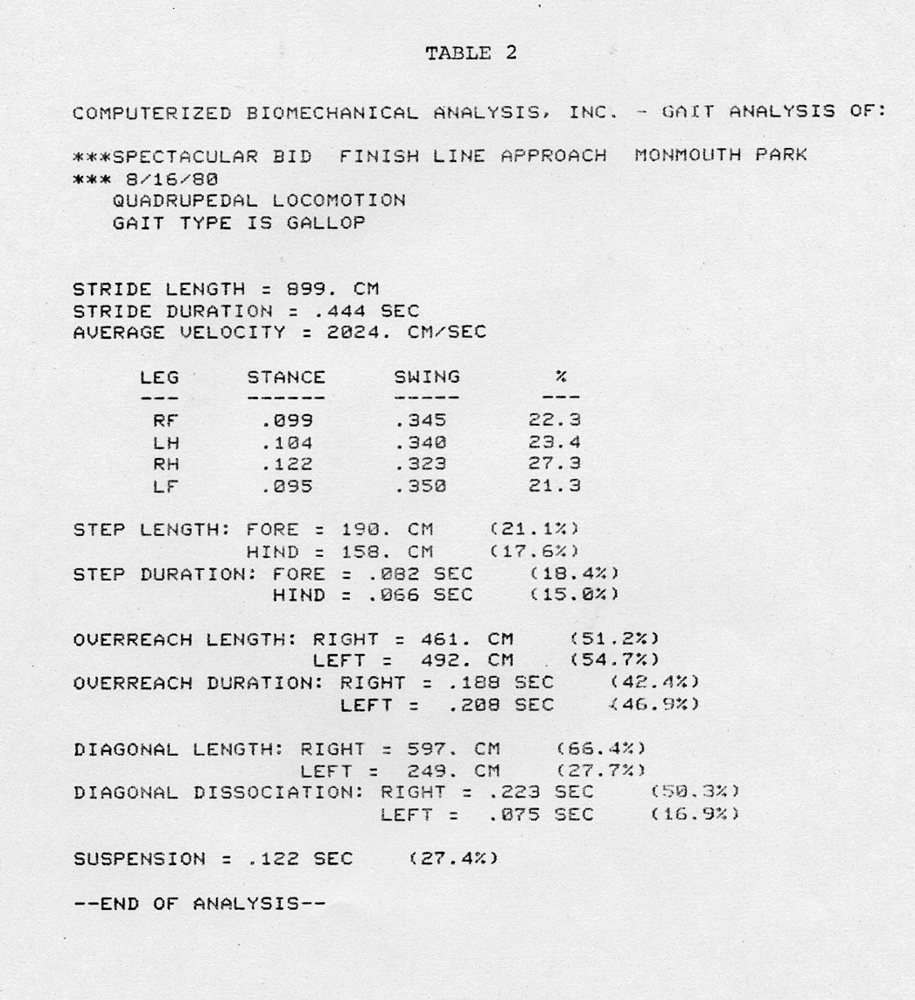 TABLE 2
COMPUTERIZED BIOMECHANICAL ANALYSIS, INC. - GAIT ANALYSIS OF:
***SPECTACULAR BID FINISH LINE APPROACH MONMOUTH PARK
*** 8/16/80
QUADRUPEDAL LOCOMOTION
GAIT TYPE IS GALLOP
STRIDE LENGTH = 899. CM
STRIDE DURATION = .444 SEC
AVERAGE VELOCITY = 2024. CM/SEC
LEG STANCE SWING %
--- ------ ----- ---
RF .099 .345 22.3
LH .104 .340 23.4
RH .122 .323 27.3
LF .095 .350 21.3
STEP LENGTH: FORE = 190. CM (21.1%)
HIND = 158. CM (17.6%)
STEP DURATION: FORE = .082 SEC (18.4%)
HIND = .066 SEC (15.0%)
OVERREACH LENGTH: RIGHT = 461. CM (51.2%)
LEFT = 492. CM (54.7%)
OVERREACH DURATION: RIGHT = .188 SEC (42.4%)
LEFT = .208 SEC (46.9%)
DIAGONAL LENGTH: RIGHT = 597. CM (66.4%)
LEFT = 249. CM (27.7%)
DIAGONAL DISSOCIATION: RIGHT = .223 SEC (50.3%)
LEFT = .075 SEC (16.9%)
SUSPENSION = .122 SEC (27.4%)
--END OF ANALYSIS--